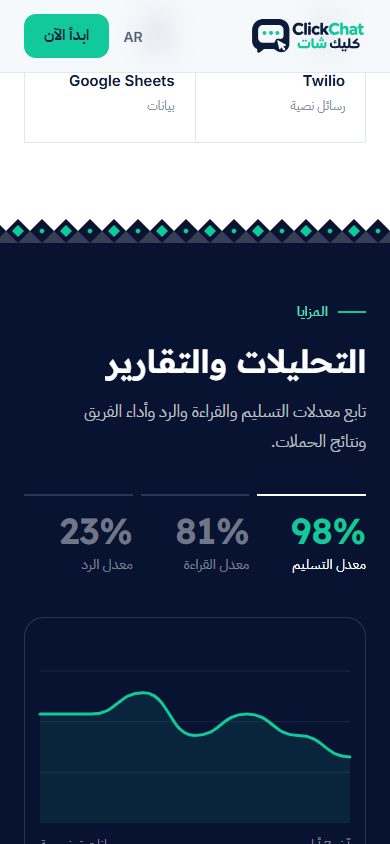 ClickChat
كليك شات
AR
ابدأ الآن
Twilio
Google Sheets
رسائل نصية
بيانات
المزايا
التحليلات والتقارير
تابع معدلات التسليم والقراءة والرد وأداء الفريق
ونتائج الحملات.
98%
81%
23%
معدل التسليم
معدل القراءة
معدل الرد